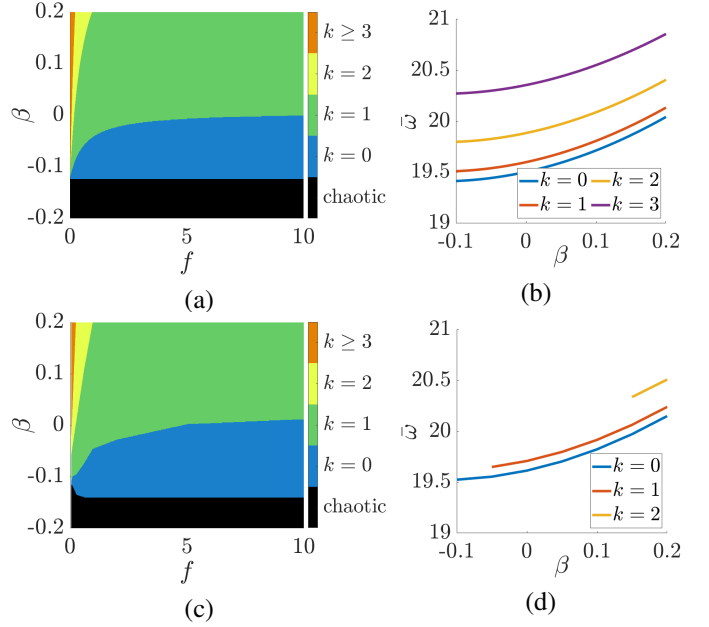 0.2
0.1
0
-0.1
-0.2
β
0
5
10
f
k ≥ 3
k = 2
k = 1
k = 0
chaotic
(a)
21
20.5
20
19.5
19
ω̄
-0.1
0
0.1
0.2
β
k = 0
k = 2
k = 1
k = 3
(b)
0.2
0.1
0
-0.1
-0.2
β
0
5
10
f
k ≥ 3
k = 2
k = 1
k = 0
chaotic
(c)
21
20.5
20
19.5
19
ω̄
-0.1
0
0.1
0.2
β
k = 0
k = 1
k = 2
(d)